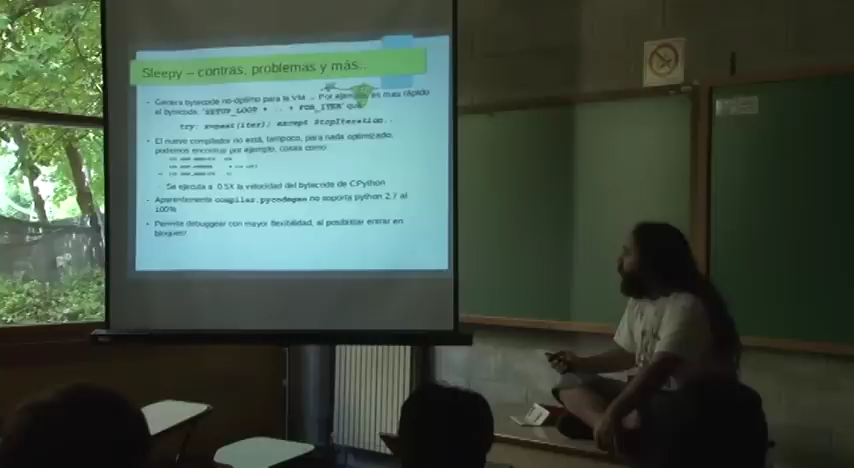 Sleepy – contras, problemas y más..
Genera bytecode no-óptimo para la VM .. Por ejemplo, es mas rápido
el bytecode 'SETUP_LOOP + .. + FOR_ITER' que
try: r=next(iter); except StopIteration..
El nuevo compilador no está, tampoco, para nada optimizado,
podemos encontrar por ejemplo, cosas como
Se ejecuta a 0.5X la velocidad del bytecode de CPython
Aparentemente compiler.pycodegen no soporta python 2.7 al
100%
Permite debuggear con mayor flexibilidad, al posibilitar entrar en
bloques!